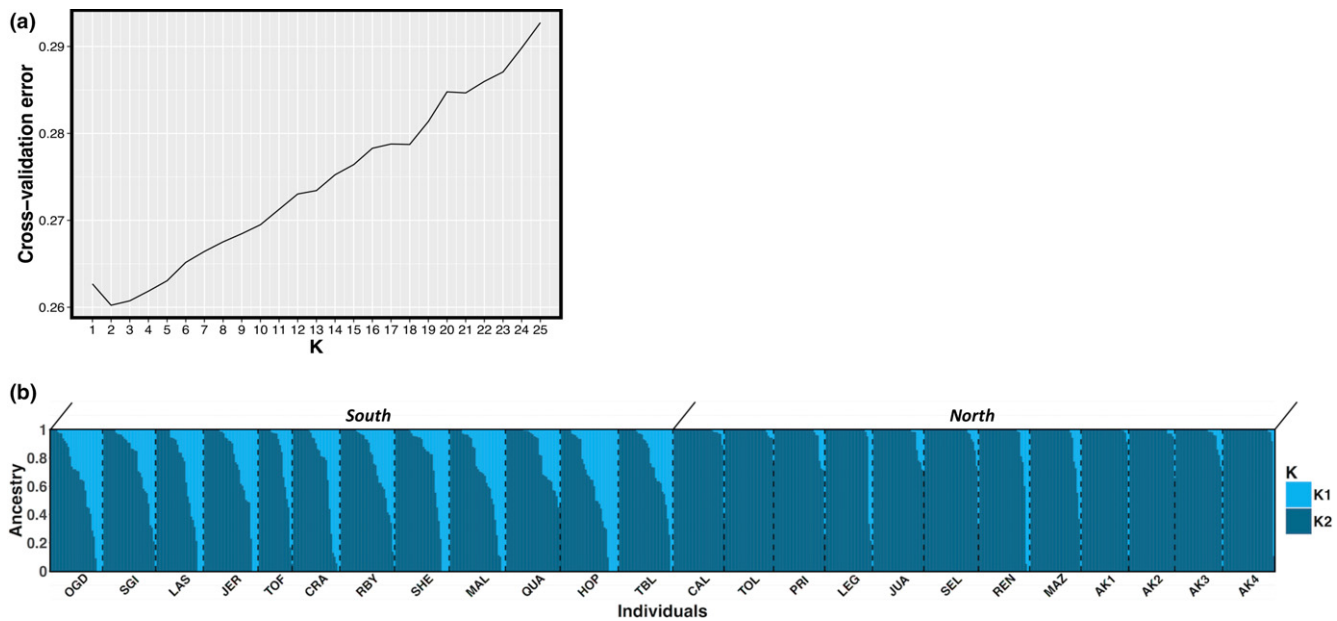 (a)
Cross-validation error
0.29
0.28
0.27
0.26
1 2 3 4 5 6 7 8 9 10 11 12 13 14 15 16 17 18 19 20 21 22 23 24 25
K
(b)
South North
Ancestry
1
0.8
0.6
0.4
0.2
0
K
K1
K2
OGD SGI LAS JER TOF CRA RBY SHE MAL QUA HOP TBL CAL TOL PRI LEG JUA SEL REN MAZ AK1 AK2 AK3 AK4
Individuals